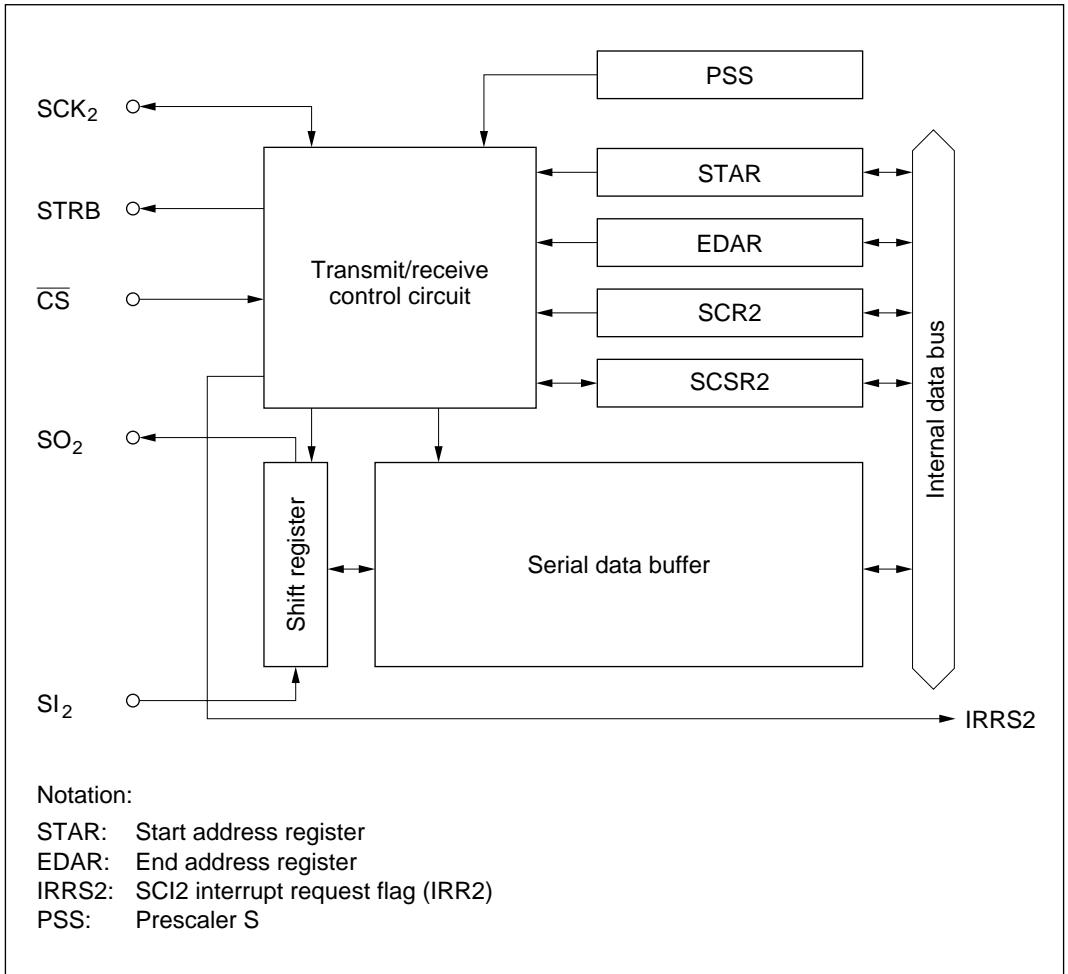 PSS
SCK2
STAR
STRB
EDAR
Transmit/receive
control circuit
C̅S̅
SCR2
SCSR2
Internal data bus
SO2
Shift register
Serial data buffer
SI2
IRRS2
Notation:
STAR: Start address register
EDAR: End address register
IRRS2: SCI2 interrupt request flag (IRR2)
PSS: Prescaler S